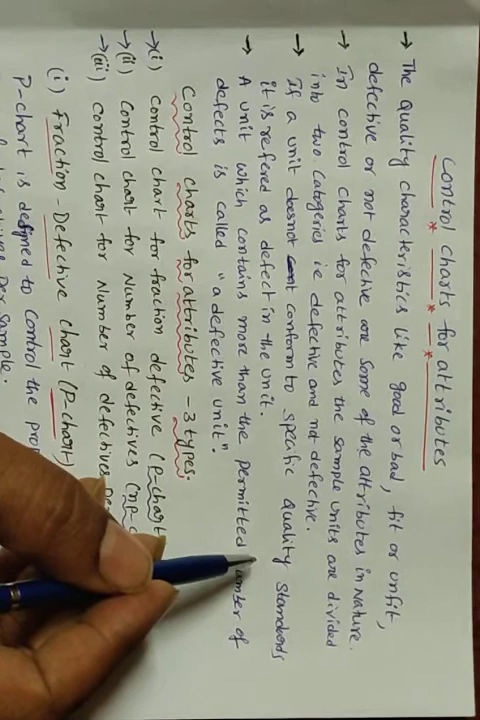 Control charts for attributes
→ The quality characteristics like good or bad, fit or unfit,
defective or not defective are some of the attributes in Nature.
→ In control charts for attributes the sample units are divided
into two Catogeries ie defective and not defective.
→ If a unit doesnot conform to specific quality standards
it is refered as defect in the unit.
→ A unit which contains more than the permitted number of
defects is called "a defective unit".
Control charts for attributes - 3 types.
→(i) control chart for fraction defective (P-chart
→(ii) Control chart for Number of defectives (np-c
→(iii) Control chart for Number of defectives
(i) Fraction - Defective chart (P-chart)
P-chart is defined to control the prop
per sample.